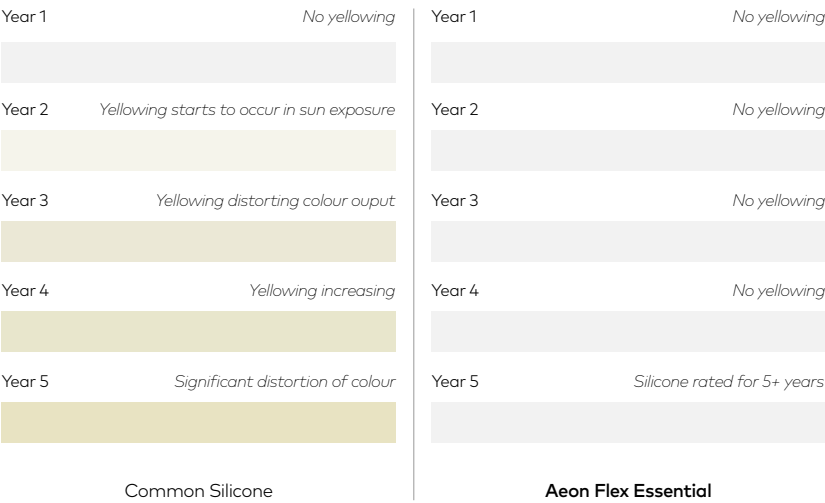 Year 1 No yellowing
Year 2 Yellowing starts to occur in sun exposure
Year 3 Yellowing distorting colour ouput
Year 4 Yellowing increasing
Year 5 Significant distortion of colour
Common Silicone
Year 1 No yellowing
Year 2 No yellowing
Year 3 No yellowing
Year 4 No yellowing
Year 5 Silicone rated for 5+ years
Aeon Flex Essential